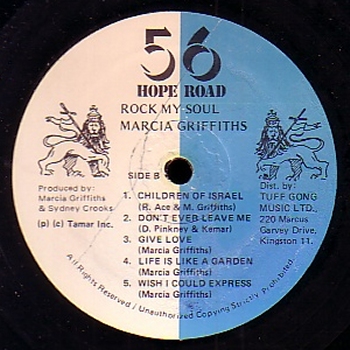 56
HOPE ROAD
ROCK MY SOUL
MARCIA GRIFFITHS
SIDE B
Produced by:
Marcia Griffiths
& Sydney Crooks
(p) (c) Tamar Inc.
1. CHILDREN OF ISRAEL
(R. Ace & M. Griffiths)
2. DON'T EVER LEAVE ME
(D. Pinkney & Kemar)
3. GIVE LOVE
(Marcia Griffiths)
4. LIFE IS LIKE A GARDEN
(Marcia Griffiths)
5. WISH I COULD EXPRESS
(Marcia Griffiths)
Dist. by:
TUFF GONG
MUSIC LTD.,
220 Marcus
Garvey Drive,
Kingston 11.
All Rights Reserved / Unauthorized Copying Strictly Prohibited.